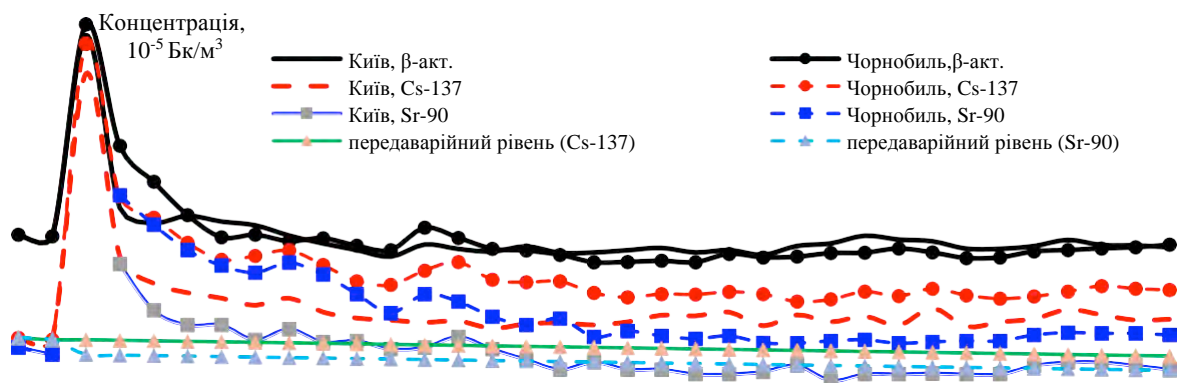 Концентрація,
10⁻⁵ Бк/м³
Київ, β-акт.
Київ, Cs-137
Київ, Sr-90
передаварійний рівень (Cs-137)
Чорнобиль,β-акт.
Чорнобиль, Cs-137
Чорнобиль, Sr-90
передаварійний рівень (Sr-90)